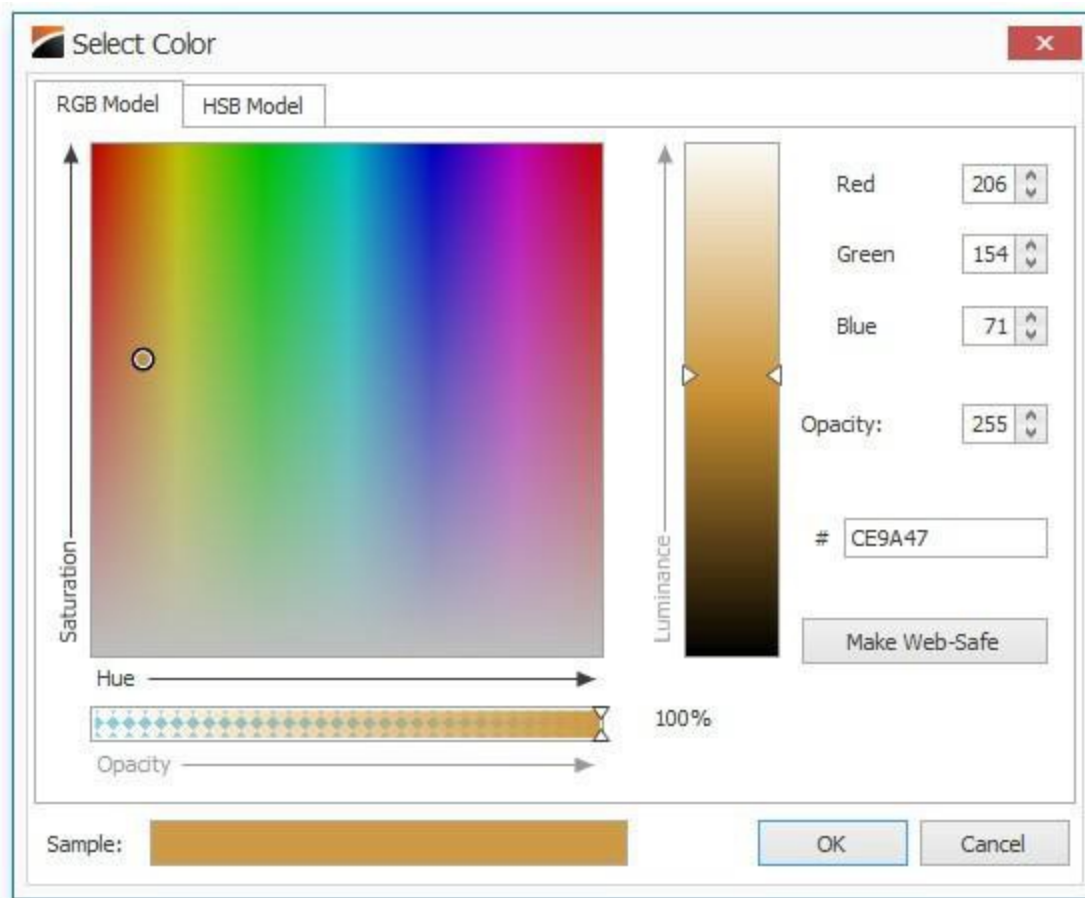 Select Color
RGB Model HSB Model
Saturation
Luminance
Red 206
Green 154
Blue 71
Opacity: 255
# CE9A47
Make Web-Safe
Hue
100%
Opacity
Sample:
OK Cancel